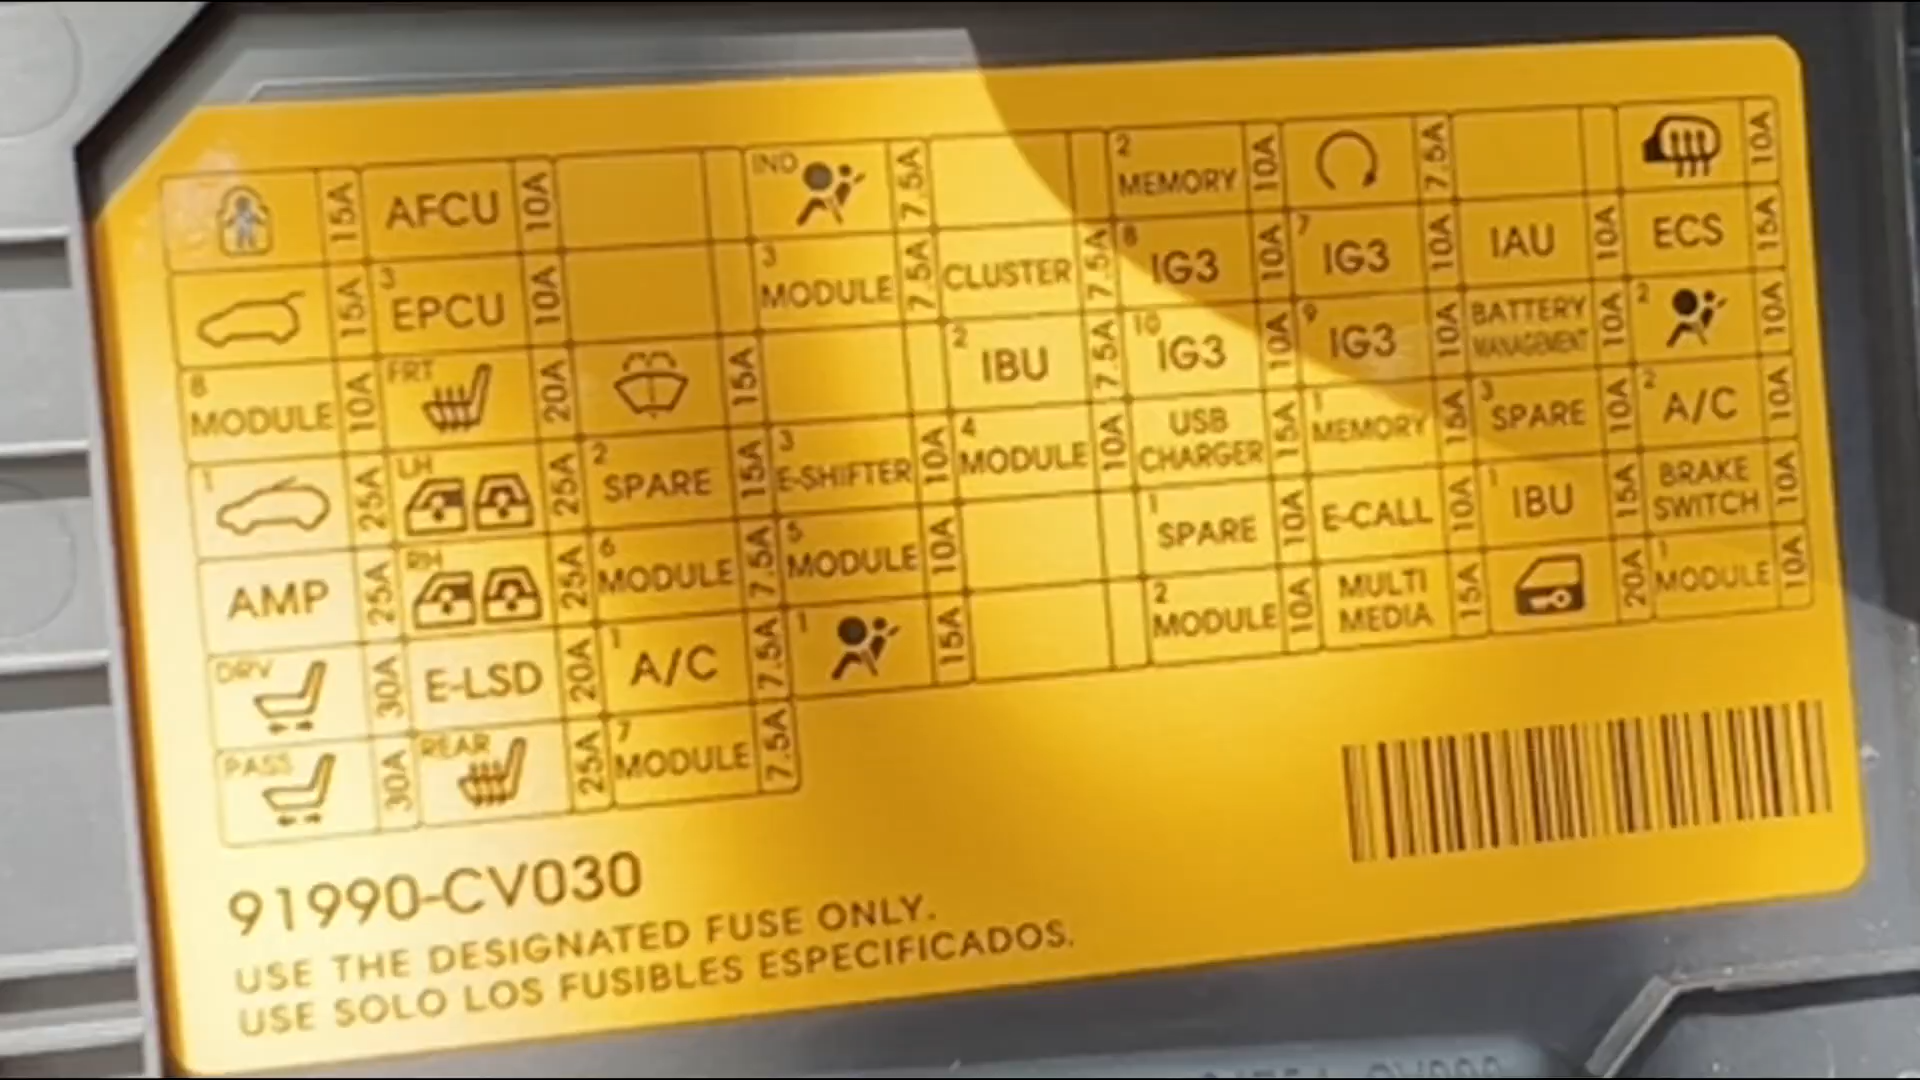 15A AFCU 10A IND 7.5A 2 MEMORY 10A 7.5A 10A
15A 3 EPCU 10A 3 MODULE 7.5A CLUSTER 7.5A 8 IG3 10A 7 IG3 10A IAU 10A ECS 15A
8 MODULE 10A FRT 20A 15A 2 IBU 7.5A 10 IG3 10A 9 IG3 10A BATTERY MANAGEMENT 10A 2 10A
1 25A LH 25A 2 SPARE 15A 3 E-SHIFTER 10A 4 MODULE 10A USB CHARGER 15A 1 MEMORY 15A 3 SPARE 10A 2 A/C 10A
AMP 25A RH 25A 6 MODULE 7.5A 5 MODULE 10A 1 SPARE 10A E-CALL 10A 1 IBU 15A BRAKE SWITCH 10A
DRV 30A E-LSD 20A 1 A/C 7.5A 1 15A 2 MODULE 10A MULTI MEDIA 15A 20A 1 MODULE 10A
PASS 30A REAR 25A 7 MODULE 7.5A
91990-CV030
USE THE DESIGNATED FUSE ONLY.
USE SOLO LOS FUSIBLES ESPECIFICADOS.